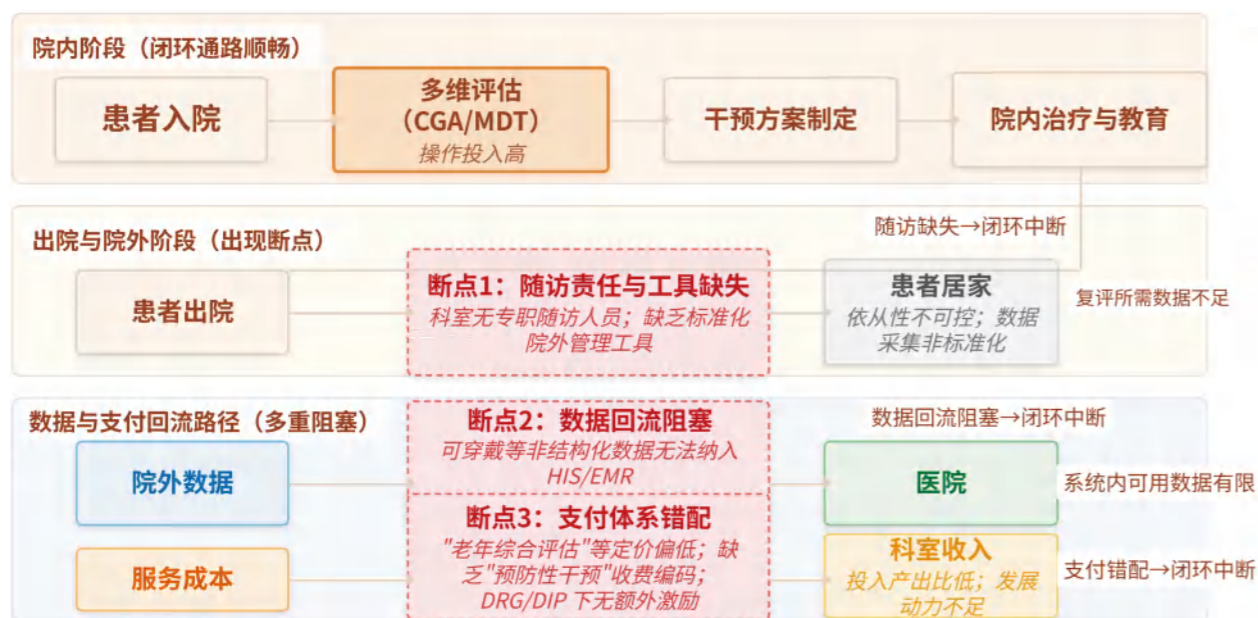 院内阶段（闭环通路顺畅）
患者入院
多维评估
（CGA/MDT）
操作投入高
干预方案制定
院内治疗与教育
随访缺失→闭环中断
出院与院外阶段（出现断点）
患者出院
断点1：随访责任与工具缺失
科室无专职随访人员；缺乏标准化
院外管理工具
患者居家
依从性不可控；数据
采集非标准化
复评所需数据不足
数据与支付回流路径（多重阻塞）
院外数据
断点2：数据回流阻塞
可穿戴等非结构化数据无法纳入
HIS/EMR
数据回流阻塞→闭环中断
医院
系统内可用数据有限
服务成本
断点3：支付体系错配
"老年综合评估"等定价偏低；缺
乏"预防性干预"收费编码；
DRG/DIP 下无额外激励
科室收入
投入产出比低；发展
动力不足
支付错配→闭环中断